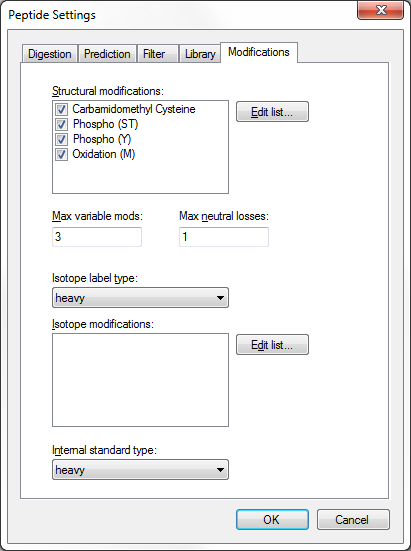 Peptide Settings
Digestion Prediction Filter Library Modifications
Structural modifications:
Carbamidomethyl Cysteine
Edit list...
Phospho (ST)
Phospho (Y)
Oxidation (M)
Max variable mods: Max neutral losses:
3 1
Isotope label type:
heavy
Isotope modifications:
Edit list...
Internal standard type:
heavy
OK Cancel